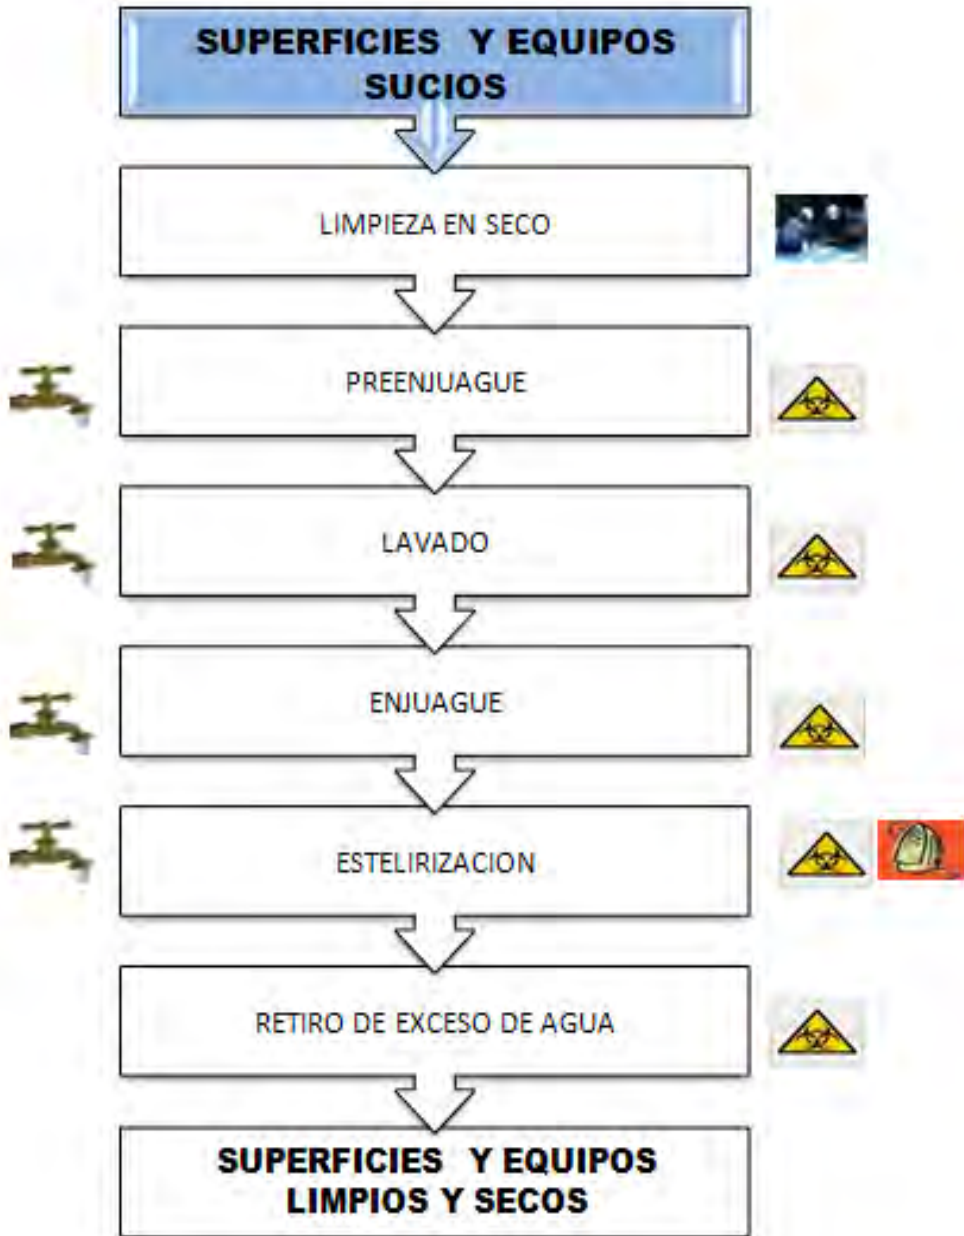 SUPERFICIES Y EQUIPOS
SUCIOS
LIMPIEZA EN SECO
PREENJUAGUE
LAVADO
ENJUAGUE
ESTELIRIZACION
RETIRO DE EXCESO DE AGUA
SUPERFICIES Y EQUIPOS
LIMPIOS Y SECOS